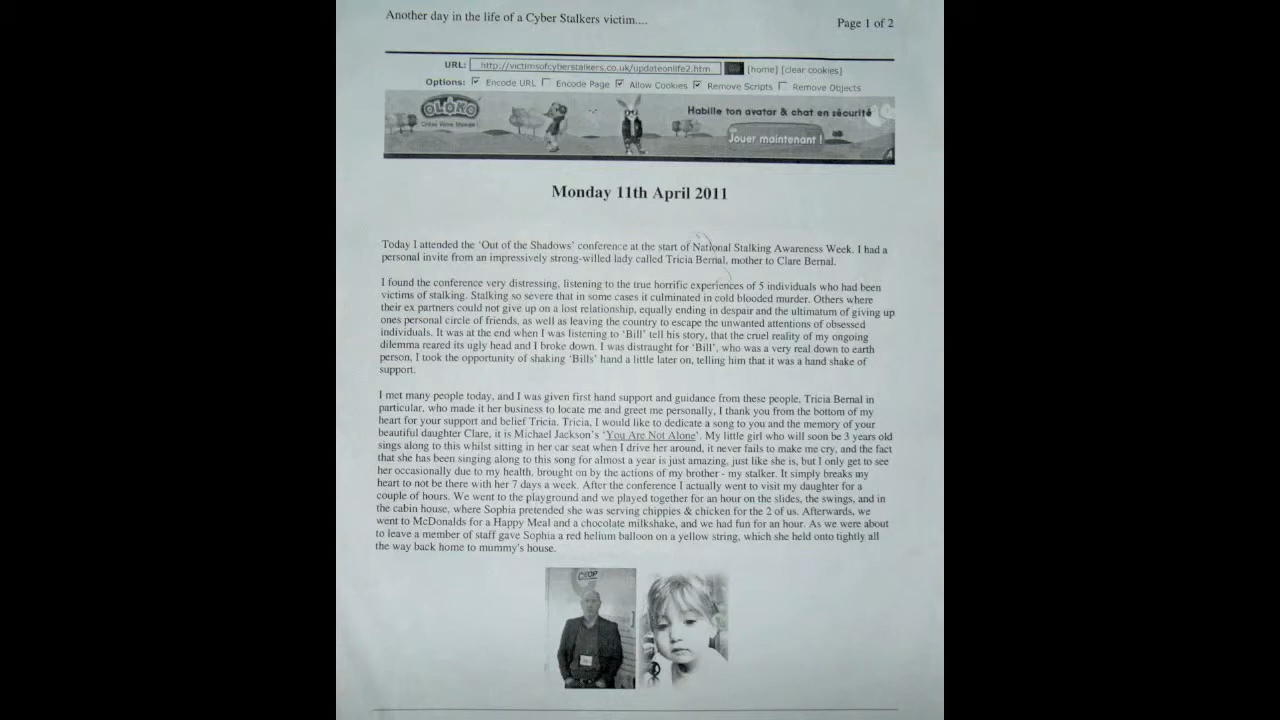 Another day in the life of a Cyber Stalkers victim....
Page 1 of 2
URL: http://victimsofcyberstalkers.co.uk/updateonlife2.htm [home] [clear cookies]
Options: Encode URL Encode Page Allow Cookies Remove Scripts Remove Objects
OLOKO
Habille ton avatar & chat en sécurité
Jouer maintenant !
Monday 11th April 2011
Today I attended the 'Out of the Shadows' conference at the start of National Stalking Awareness Week. I had a
personal invite from an impressively strong-willed lady called Tricia Bernal, mother to Clare Bernal.
I found the conference very distressing, listening to the true horrific experiences of 5 individuals who had been
victims of stalking. Stalking so severe that in some cases it culminated in cold blooded murder. Others where
their ex partners could not give up on a lost relationship, equally ending in despair and the ultimatum of giving up
ones personal circle of friends, as well as leaving the country to escape the unwanted attentions of obsessed
individuals. It was at the end when I was listening to 'Bill' tell his story, that the cruel reality of my ongoing
dilemma reared its ugly head and I broke down. I was distraught for 'Bill', who was a very real down to earth
person, I took the opportunity of shaking 'Bills' hand a little later on, telling him that it was a hand shake of
support.
I met many people today, and I was given first hand support and guidance from these people, Tricia Bernal in
particular, who made it her business to locate me and greet me personally, I thank you from the bottom of my
heart for your support and belief Tricia. Tricia, I would like to dedicate a song to you and the memory of your
beautiful daughter Clare, it is Michael Jackson's 'You Are Not Alone'. My little girl who will soon be 3 years old
sings along to this whilst sitting in her car seat when I drive her around, it never fails to make me cry, and the fact
that she has been singing along to this song for almost a year is just amazing, just like she is, but I only get to see
her occasionally due to my health, brought on by the actions of my brother - my stalker. It simply breaks my
heart to not be there with her 7 days a week. After the conference I actually went to visit my daughter for a
couple of hours. We went to the playground and we played together for an hour on the slides, the swings, and in
the cabin house, where Sophia pretended she was serving chippies & chicken for the 2 of us. Afterwards, we
went to McDonalds for a Happy Meal and a chocolate milkshake, and we had fun for an hour. As we were about
to leave a member of staff gave Sophia a red helium balloon on a yellow string, which she held onto tightly all
the way back home to mummy's house.
CEOP